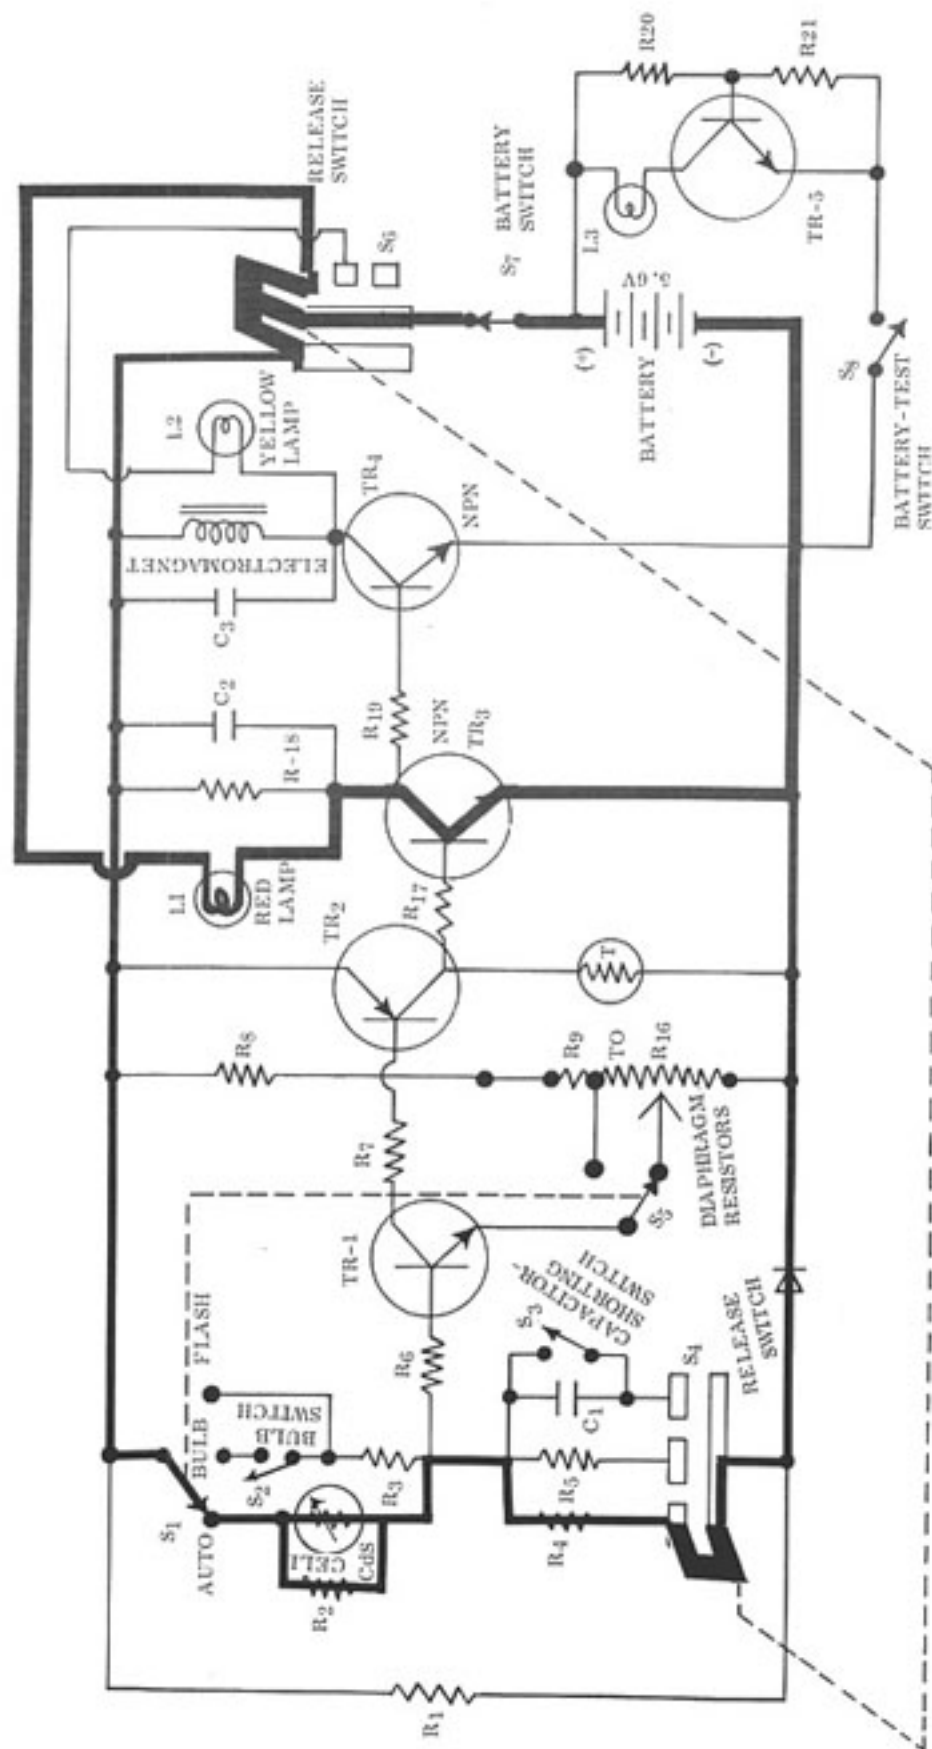 R1
S1
AUTO
BULB
FLASH
S2
BULB
SWITCH
R2
CELL
CdS
R3
R4
R5
C1
S3
CAPACITOR-
SHORTING
SWITCH
S4
RELEASE
SWITCH
R6
TR-1
R7
S5
DIAPHRAGM
RESISTORS
R8
R9
TO
R16
TR2
T
R17
L1
RED
LAMP
R-18
C2
NPN
TR3
R19
C3
ELECTROMAGNET
L2
YELLOW
LAMP
TR4
NPN
RELEASE
SWITCH
S6
S7
BATTERY
SWITCH
(+)
5.6V
(-)
BATTERY
S8
BATTERY-TEST
SWITCH
L3
TR-5
R20
R21